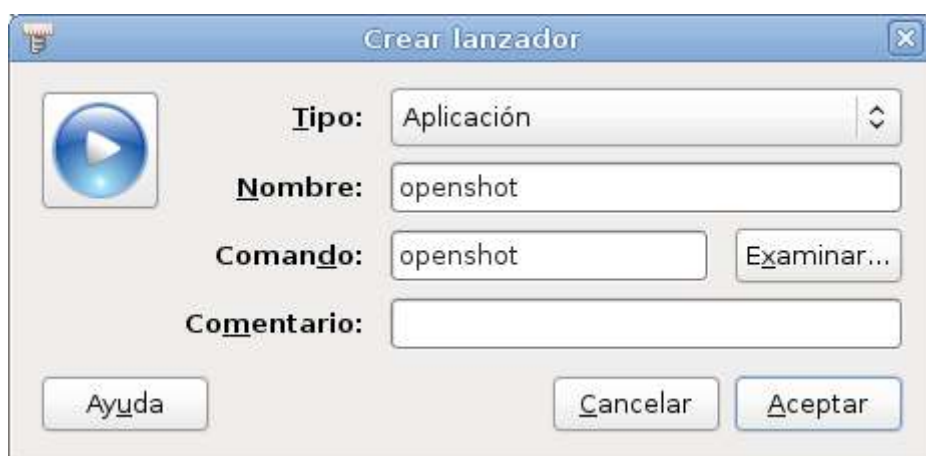 Crear lanzador
Tipo: Aplicación
Nombre: openshot
Comando: openshot Examinar...
Comentario:
Ayuda Cancelar Aceptar